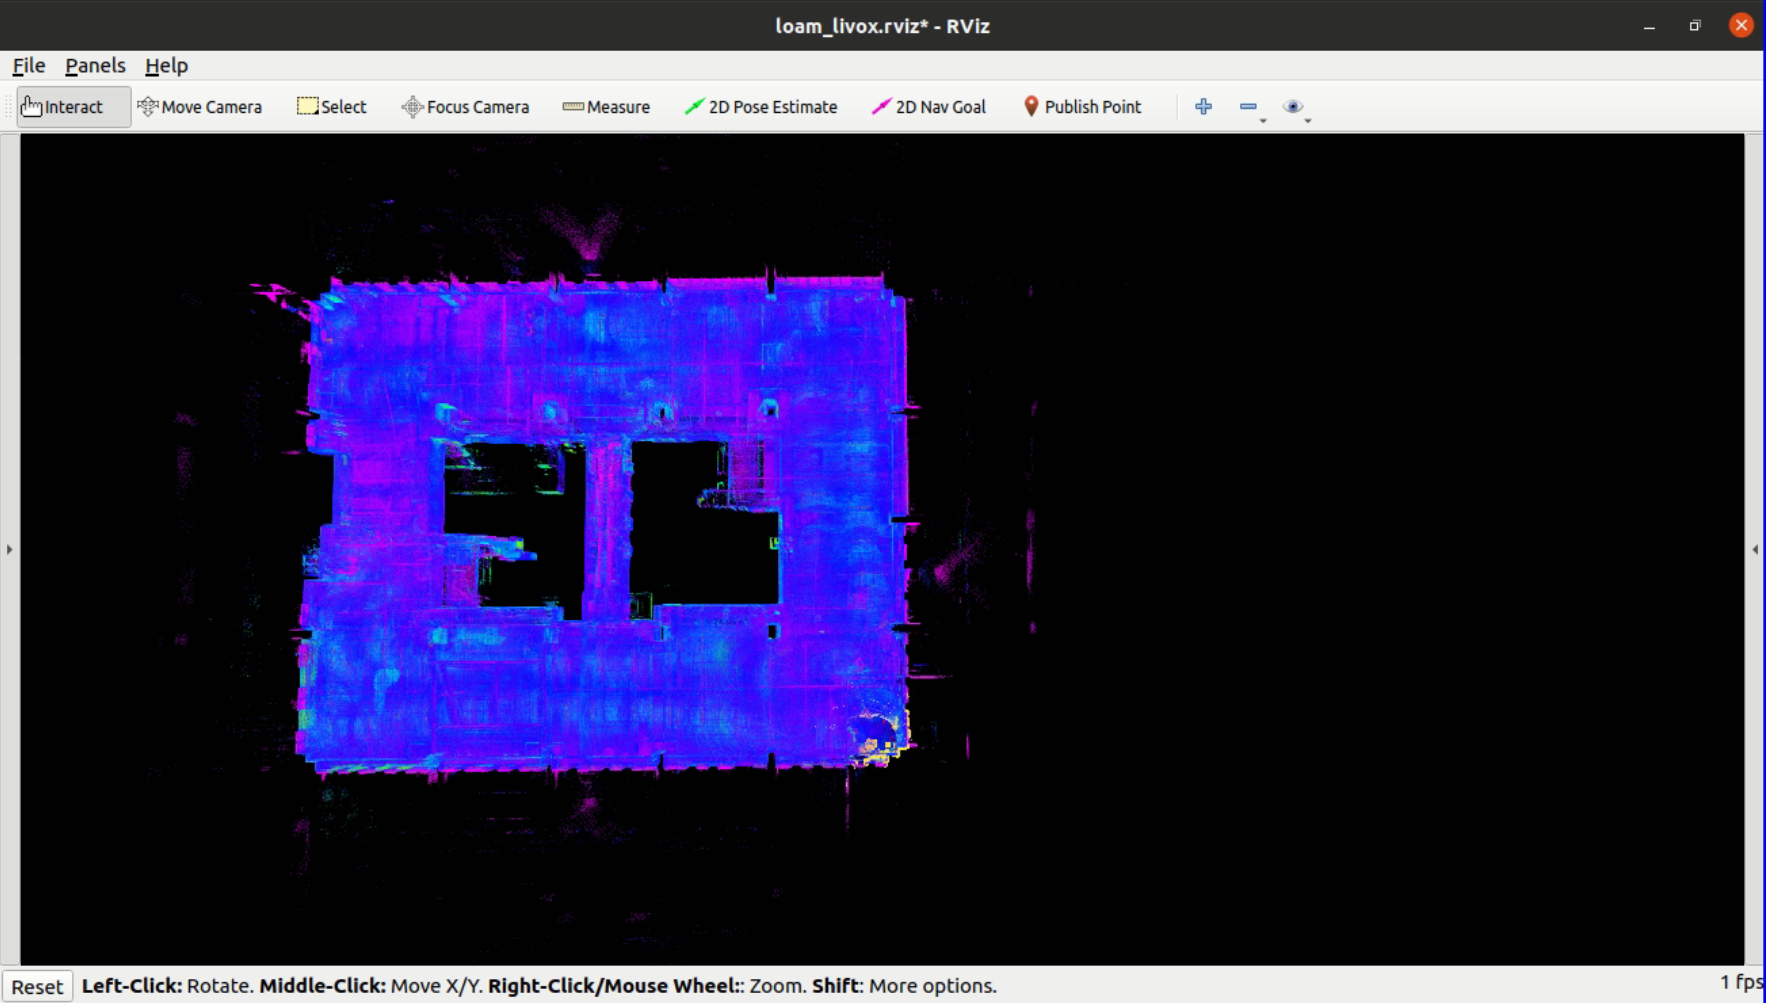 loam_livox.rviz* - RViz
File Panels Help
Interact Move Camera Select Focus Camera Measure 2D Pose Estimate 2D Nav Goal Publish Point
Reset Left-Click: Rotate. Middle-Click: Move X/Y. Right-Click/Mouse Wheel:: Zoom. Shift: More options. 1 fps